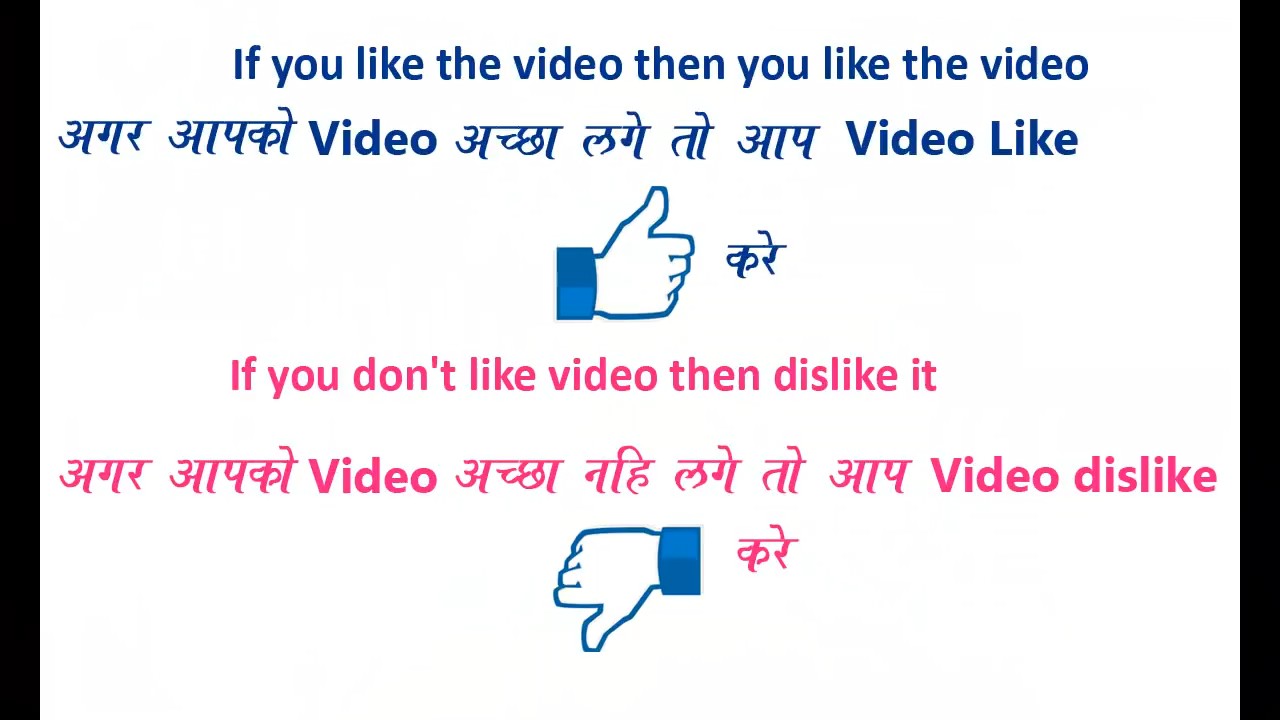 If you like the video then you like the video
अगर आपको Video अच्छा लगे तो आप Video Like
करे
If you don't like video then dislike it
अगर आपको Video अच्छा नहि लगे तो आप Video dislike
करे